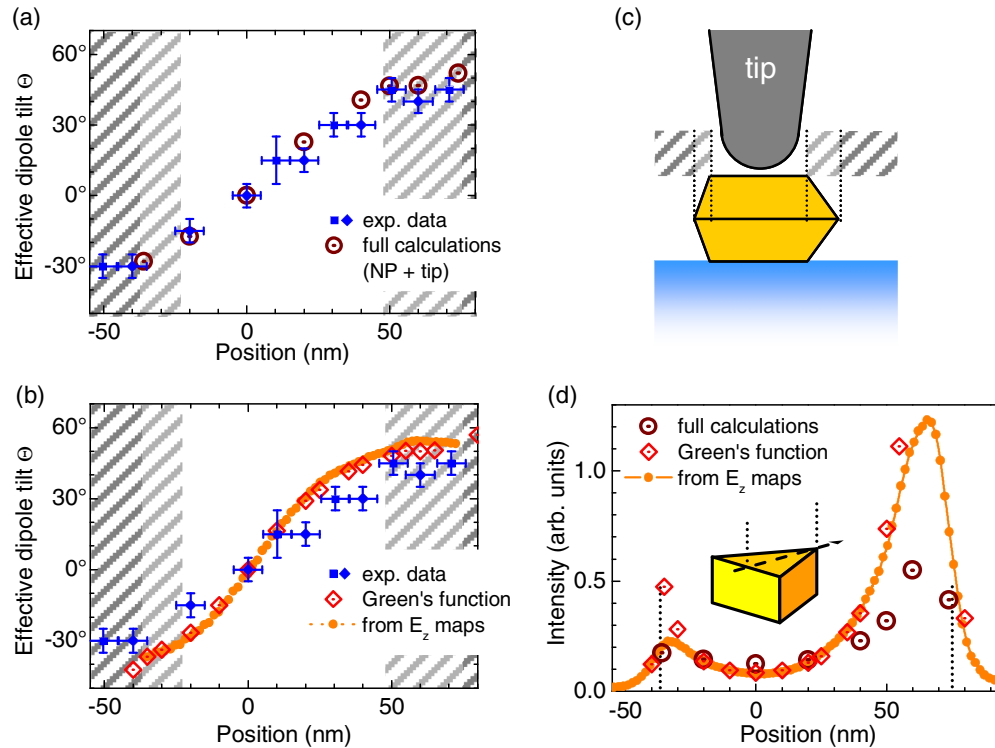 (a)
Effective dipole tilt Θ
60°
30°
0°
-30°
exp. data
full calculations
(NP + tip)
-50
0
50
Position (nm)
(c)
tip
(b)
Effective dipole tilt Θ
60°
30°
0°
-30°
exp. data
Green's function
from E_z maps
-50
0
50
Position (nm)
(d)
Intensity (arb. units)
1.0
0.5
0.0
full calculations
Green's function
from E_z maps
-50
0
50
Position (nm)